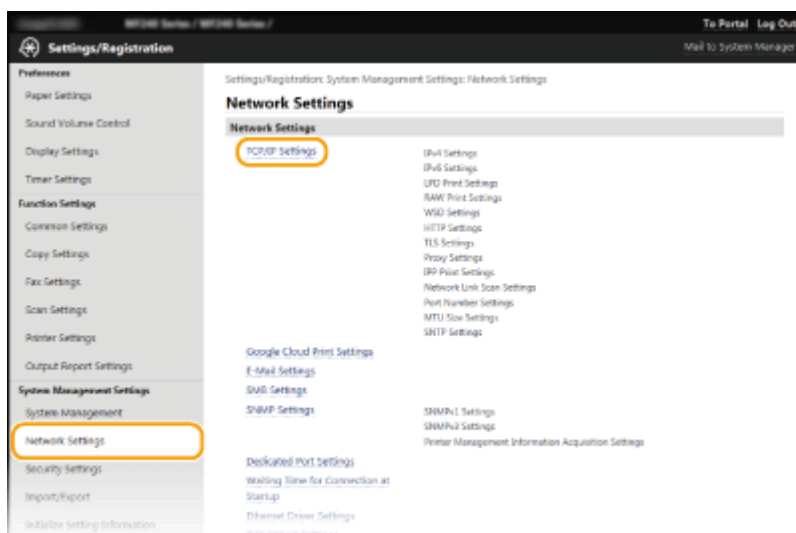 MF240 Series / MF240 Series /
To Portal Log Out
Settings/Registration
Mail to System Manager
Preferences
Paper Settings
Sound Volume Control
Display Settings
Timer Settings
Function Settings
Common Settings
Copy Settings
Fax Settings
Scan Settings
Printer Settings
Output Report Settings
System Management Settings
System Management
Network Settings
Security Settings
Import/Export
Initialize Setting Information
Settings/Registration: System Management Settings: Network Settings
Network Settings
Network Settings
TCP/IP Settings
IPv4 Settings
IPv6 Settings
LPD Print Settings
RAW Print Settings
WSD Settings
HTTP Settings
TLS Settings
Proxy Settings
IPP Print Settings
Network Link Scan Settings
Port Number Settings
MTU Size Settings
SNTP Settings
Google Cloud Print Settings
E-Mail Settings
SMB Settings
SNMP Settings
SNMPv1 Settings
SNMPv3 Settings
Printer Management Information Acquisition Settings
Dedicated Port Settings
Waiting Time for Connection at
Startup
Ethernet Driver Settings